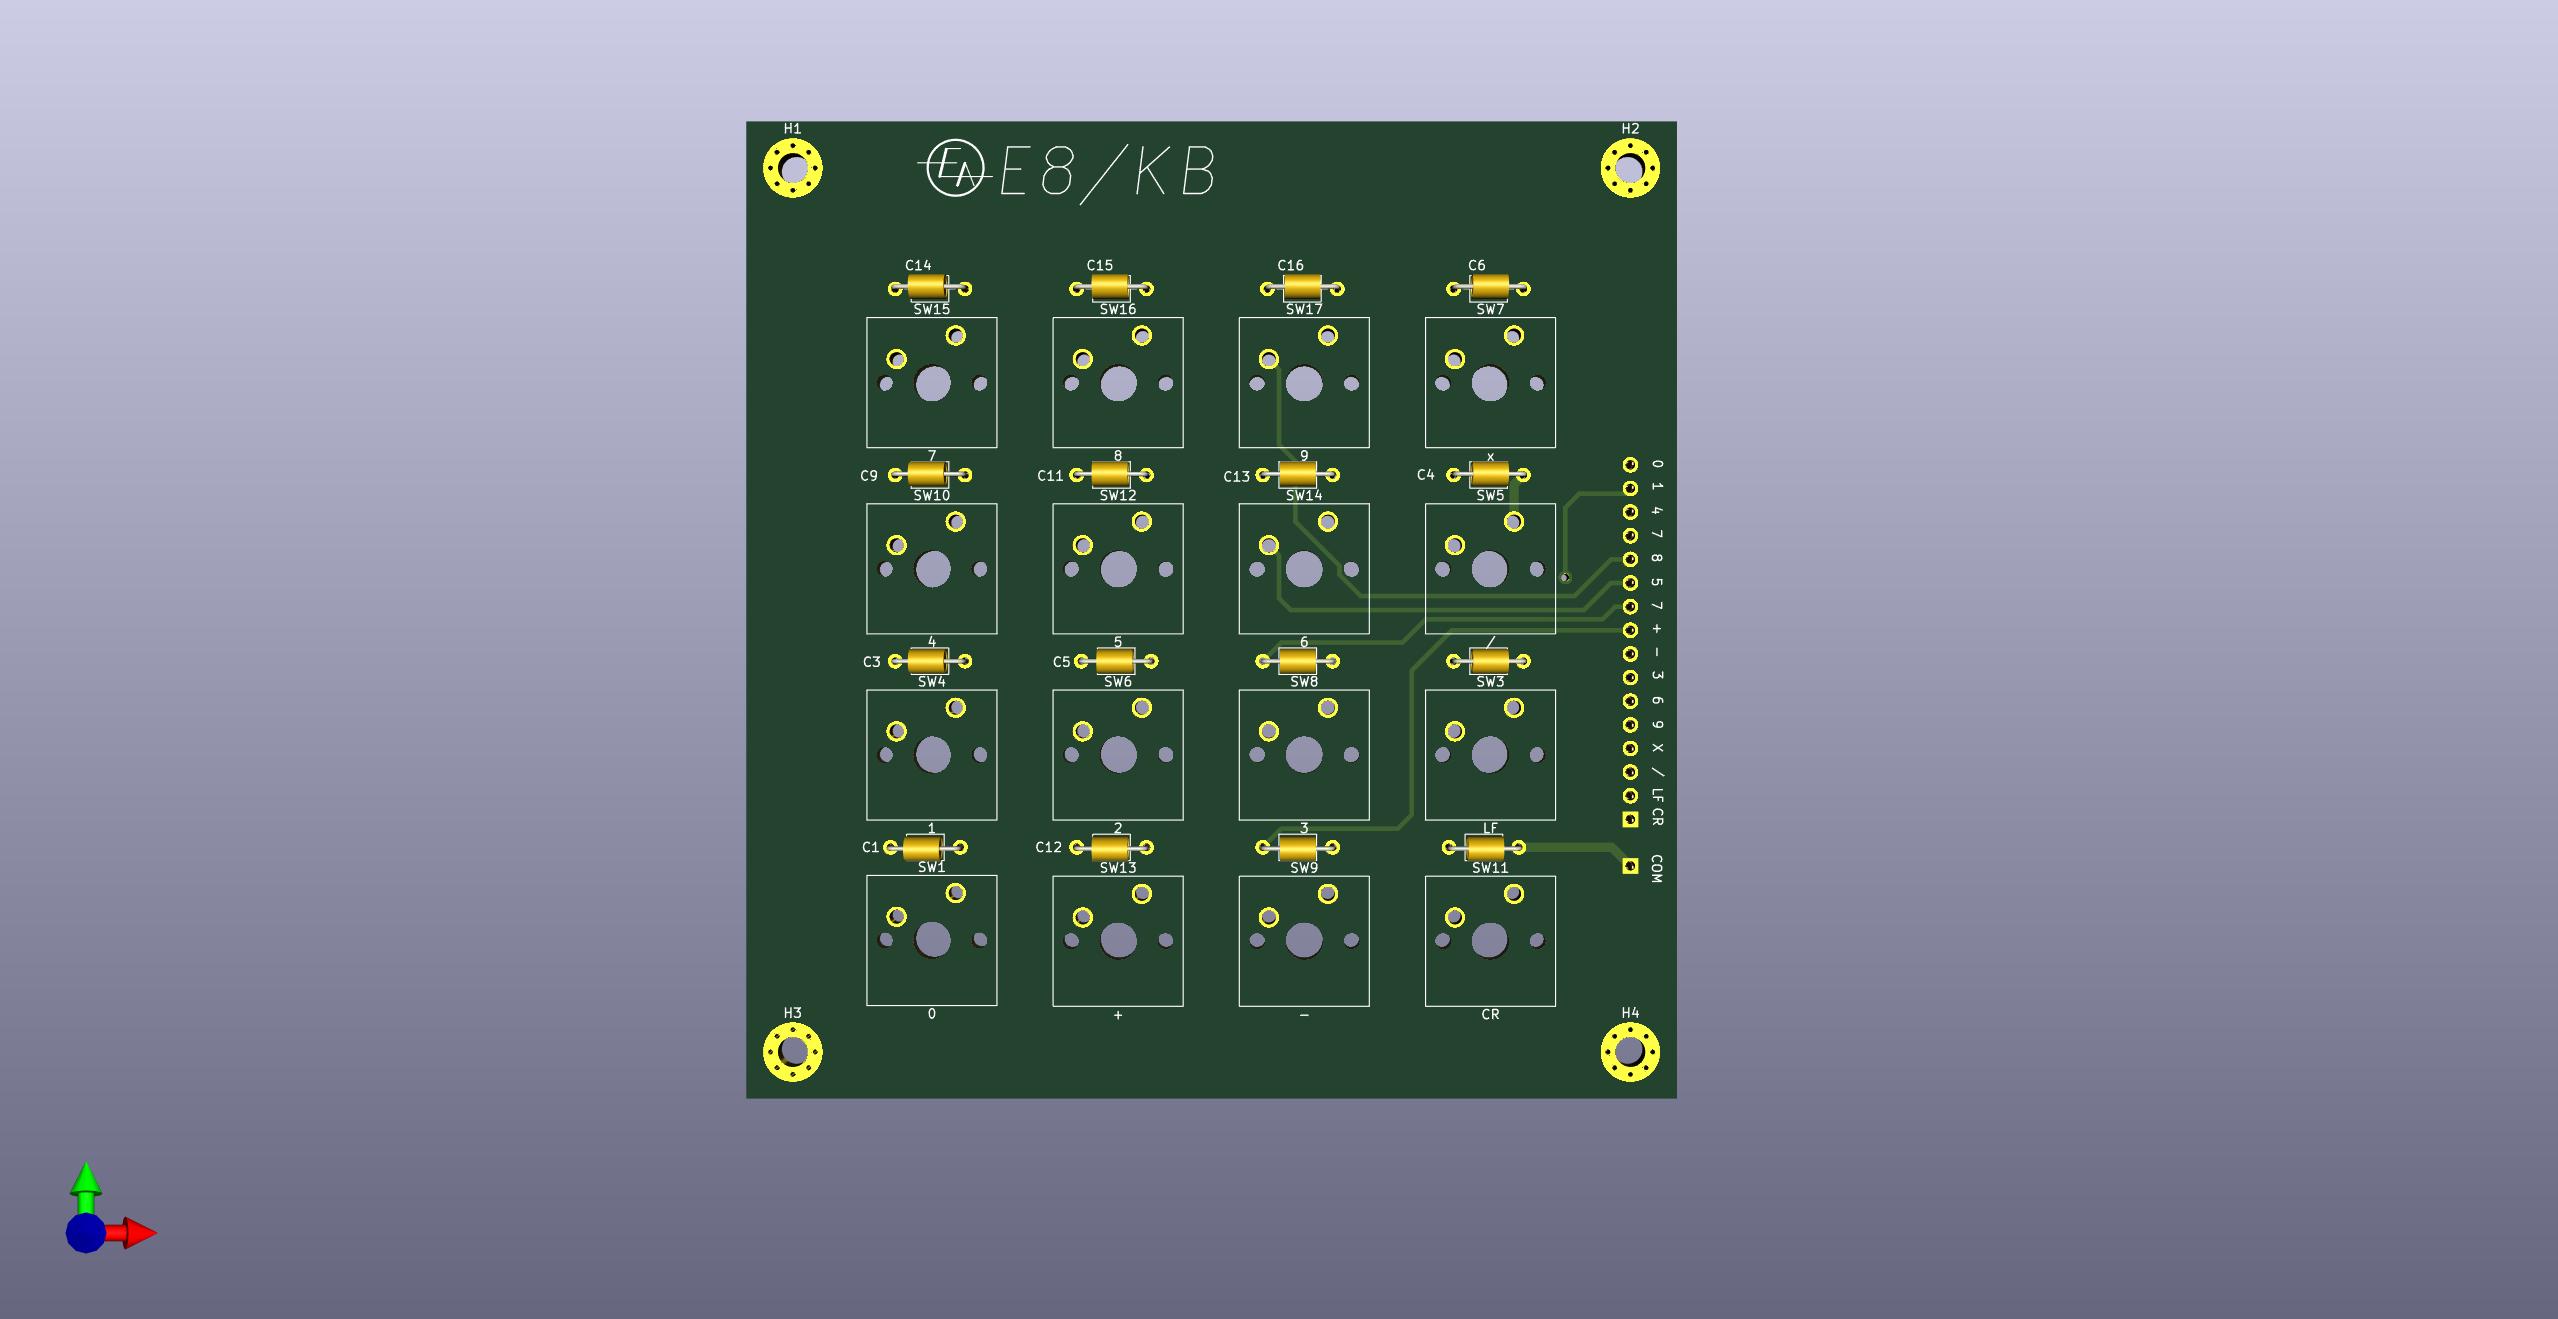 H1 H2
EA E8/KB
C14 C15 C16 C6
SW15 SW16 SW17 SW7
7 8 9 x
C9 C11 C13 C4
SW10 SW12 SW14 SW5
4 5 6 /
C3 C5
SW4 SW6 SW8 SW3
1 2 3 LF
C1 C12
SW1 SW13 SW9 SW11
0 + − CR
H3 H4
0
1
4
7
8
5
7
+
−
3
6
9
X
/
LF
CR
COM